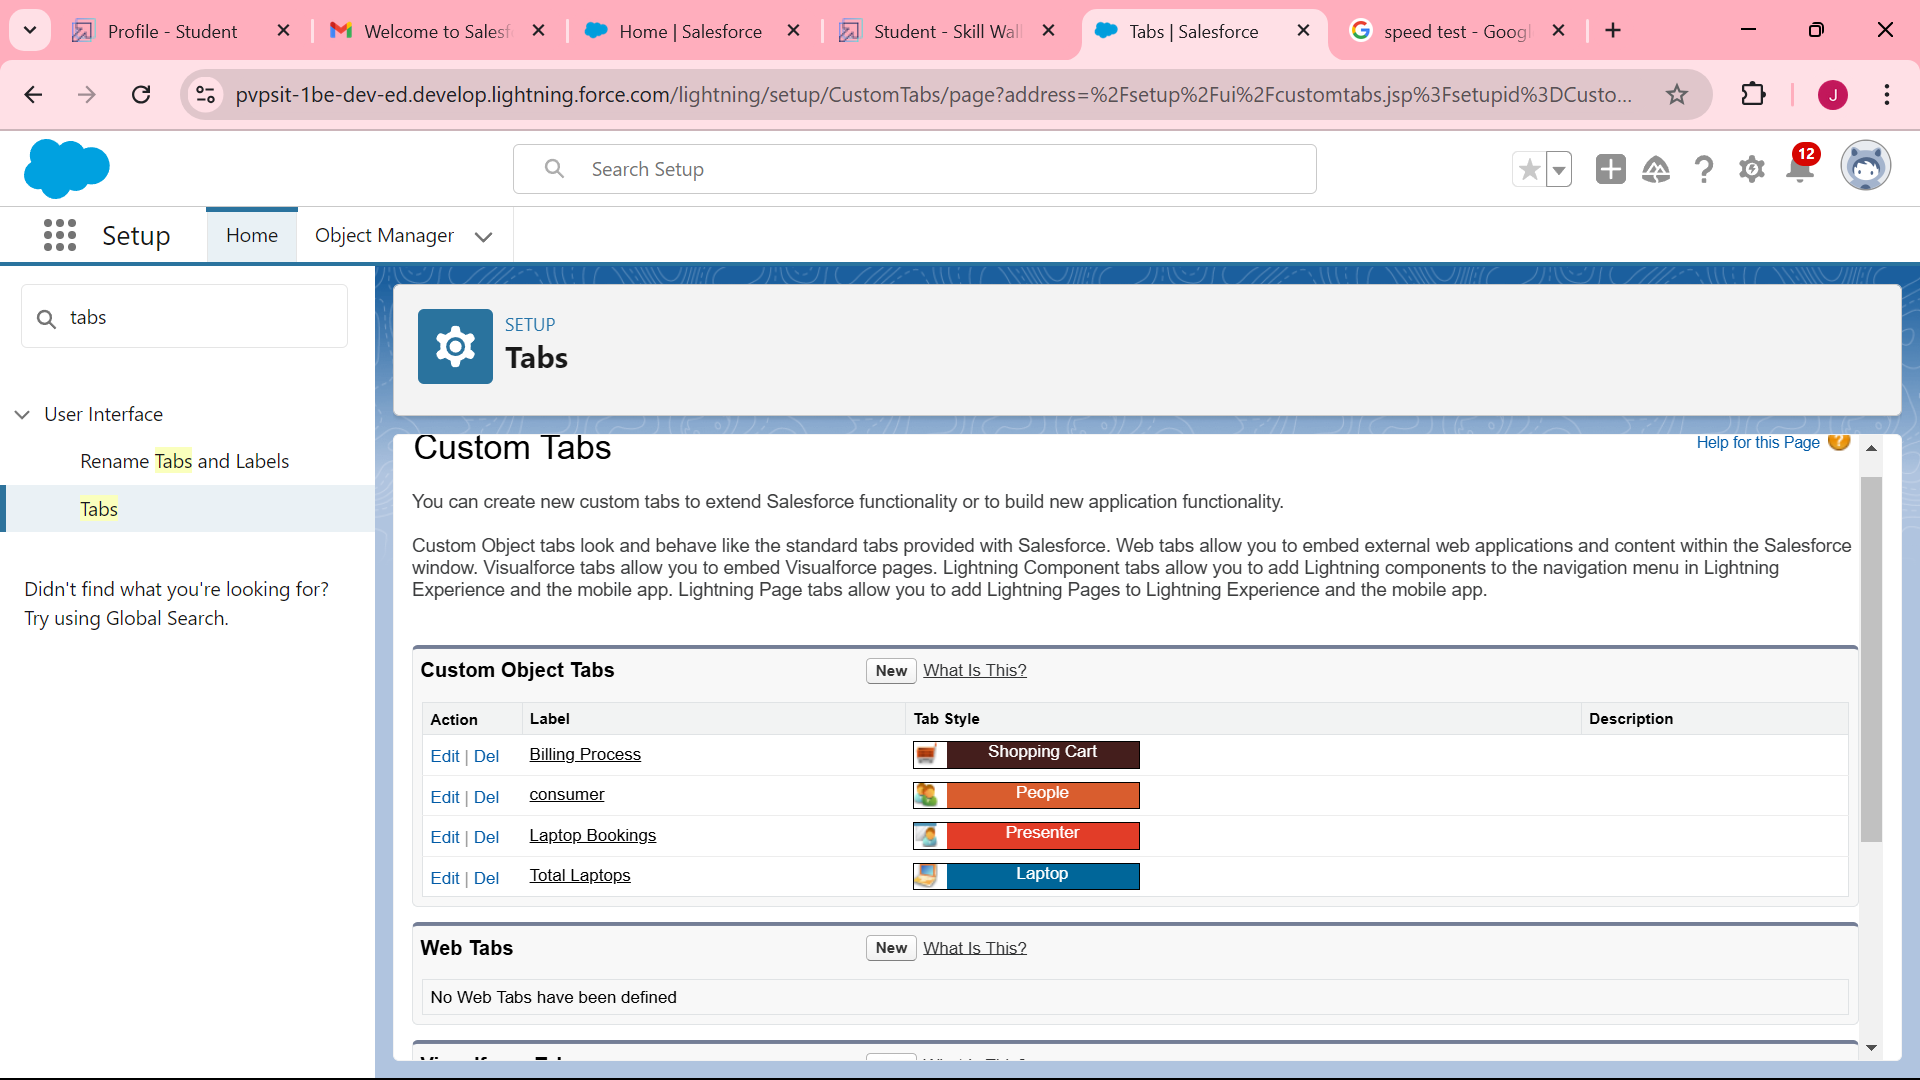 Profile - Student
Welcome to Salesf
Home | Salesforce
Student - Skill Wall
Tabs | Salesforce
speed test - Googl
pvpsit-1be-dev-ed.develop.lightning.force.com/lightning/setup/CustomTabs/page?address=%2Fsetup%2Fui%2Fcustomtabs.jsp%3Fsetupid%3DCusto...
J
Search Setup
12
Setup
Home
Object Manager
tabs
User Interface
Rename Tabs and Labels
Tabs
Didn't find what you're looking for?
Try using Global Search.
SETUP
Tabs
Custom Tabs
Help for this Page
You can create new custom tabs to extend Salesforce functionality or to build new application functionality.
Custom Object tabs look and behave like the standard tabs provided with Salesforce. Web tabs allow you to embed external web applications and content within the Salesforce
window. Visualforce tabs allow you to embed Visualforce pages. Lightning Component tabs allow you to add Lightning components to the navigation menu in Lightning
Experience and the mobile app. Lightning Page tabs allow you to add Lightning Pages to Lightning Experience and the mobile app.
Custom Object Tabs
New
What Is This?
Action
Label
Tab Style
Description
Edit | Del
Billing Process
Shopping Cart
Edit | Del
consumer
People
Edit | Del
Laptop Bookings
Presenter
Edit | Del
Total Laptops
Laptop
Web Tabs
New
What Is This?
No Web Tabs have been defined